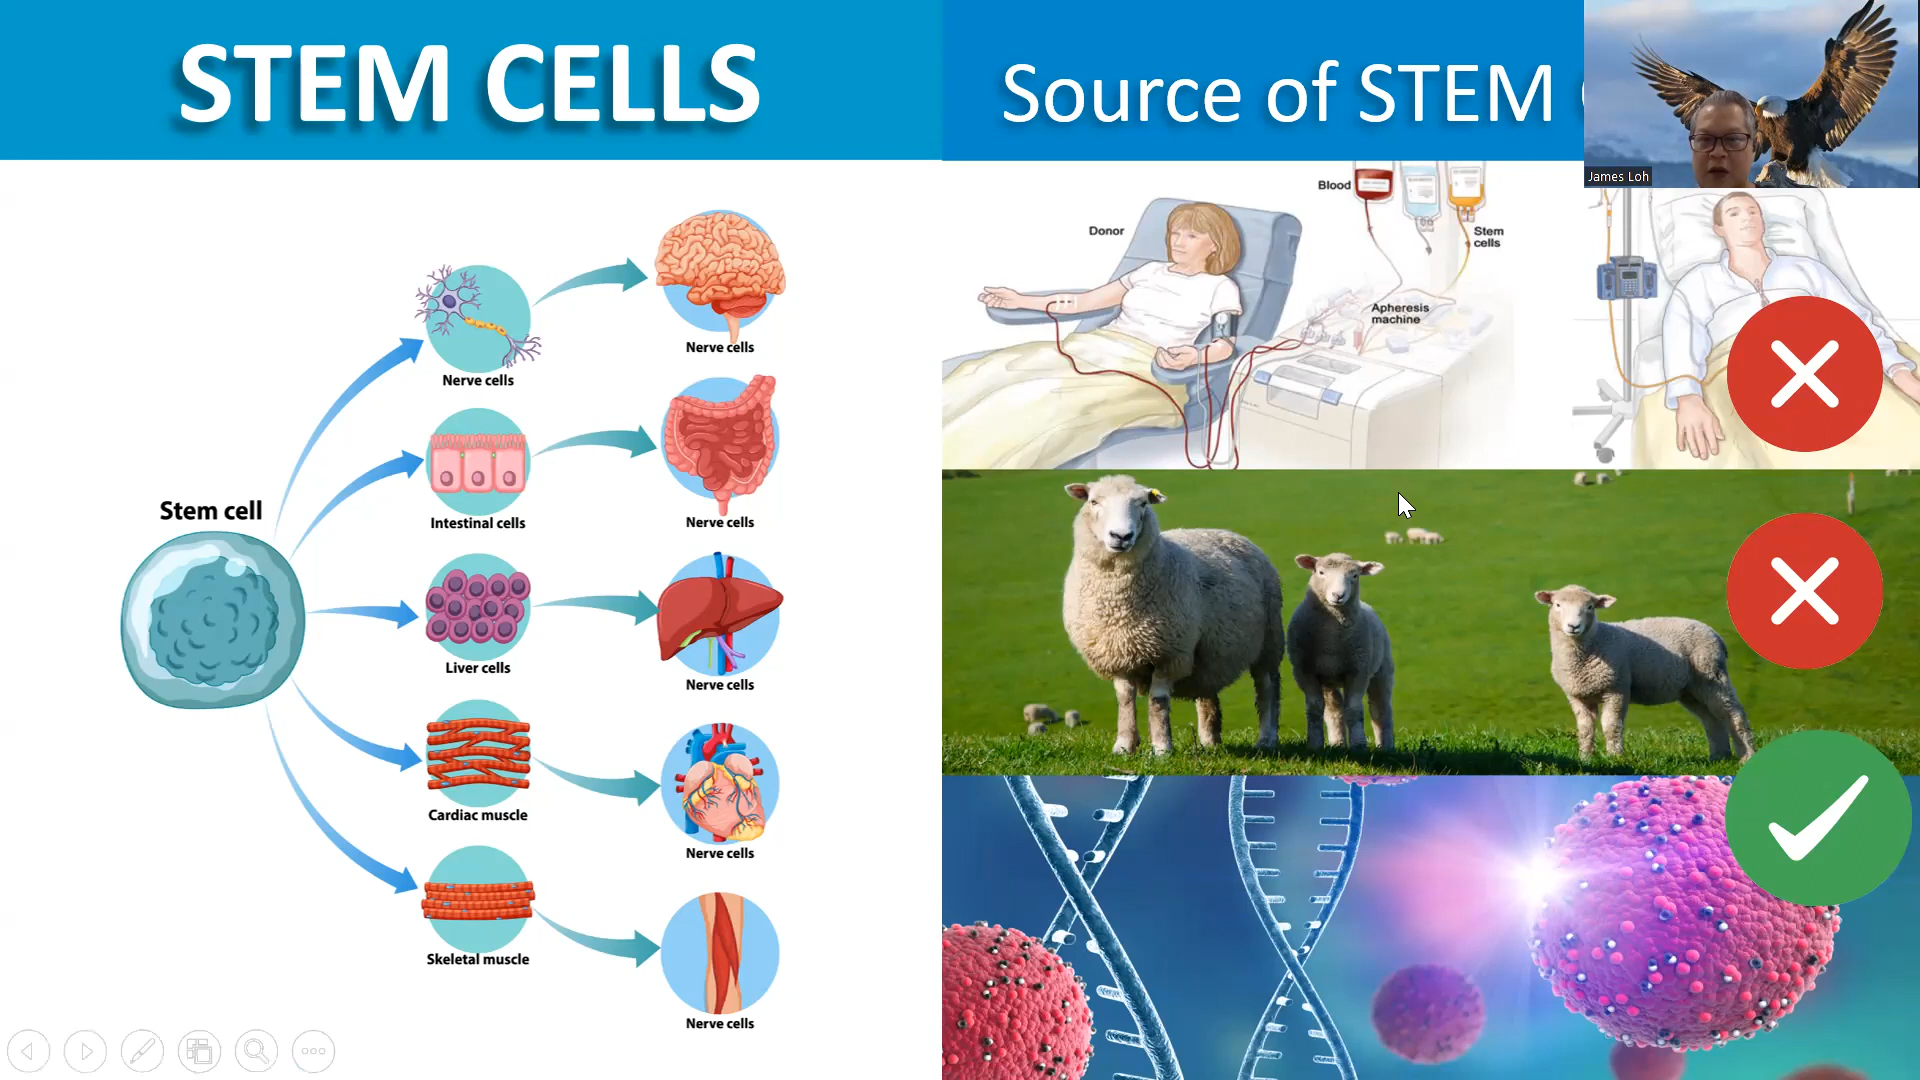 STEM CELLS
Source of STEM
James Loh
Stem cell
Nerve cells
Intestinal cells
Liver cells
Cardiac muscle
Skeletal muscle
Nerve cells
Nerve cells
Nerve cells
Nerve cells
Nerve cells
Donor
Blood
Stem
cells
Apheresis
machine